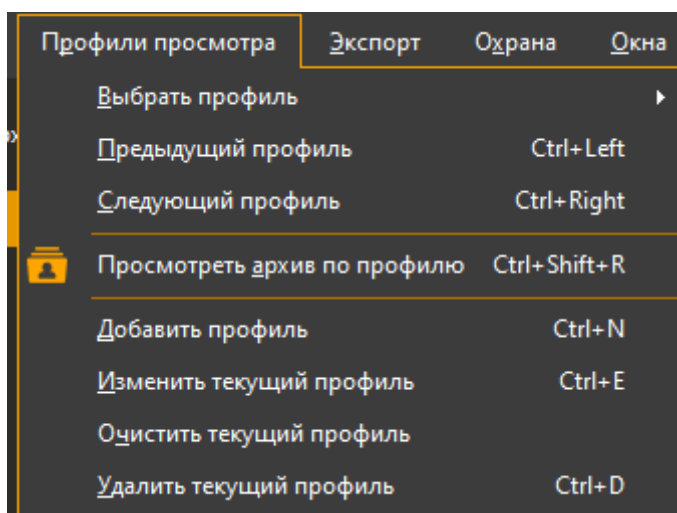 Профили просмотра Экспорт Охрана Окна
Выбрать профиль
Предыдущий профиль Ctrl+Left
Следующий профиль Ctrl+Right
Просмотреть архив по профилю Ctrl+Shift+R
Добавить профиль Ctrl+N
Изменить текущий профиль Ctrl+E
Очистить текущий профиль
Удалить текущий профиль Ctrl+D